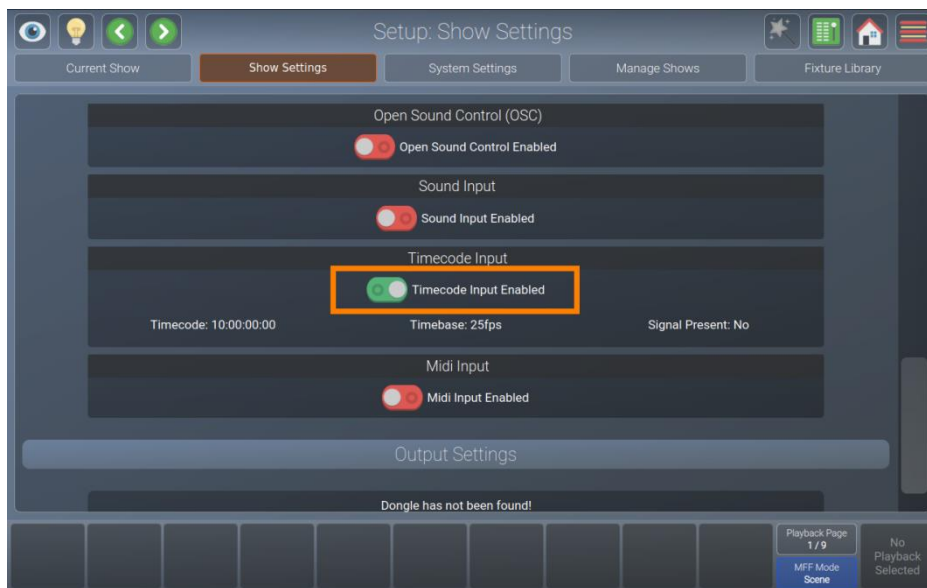 Setup: Show Settings
Current Show
Show Settings
System Settings
Manage Shows
Fixture Library
Open Sound Control (OSC)
Open Sound Control Enabled
Sound Input
Sound Input Enabled
Timecode Input
Timecode Input Enabled
Timecode: 10:00:00:00 Timebase: 25fps Signal Present: No
Midi Input
Midi Input Enabled
Output Settings
Dongle has not been found!
Playback Page
1 / 9
MFF Mode
Scene
No
Playback
Selected